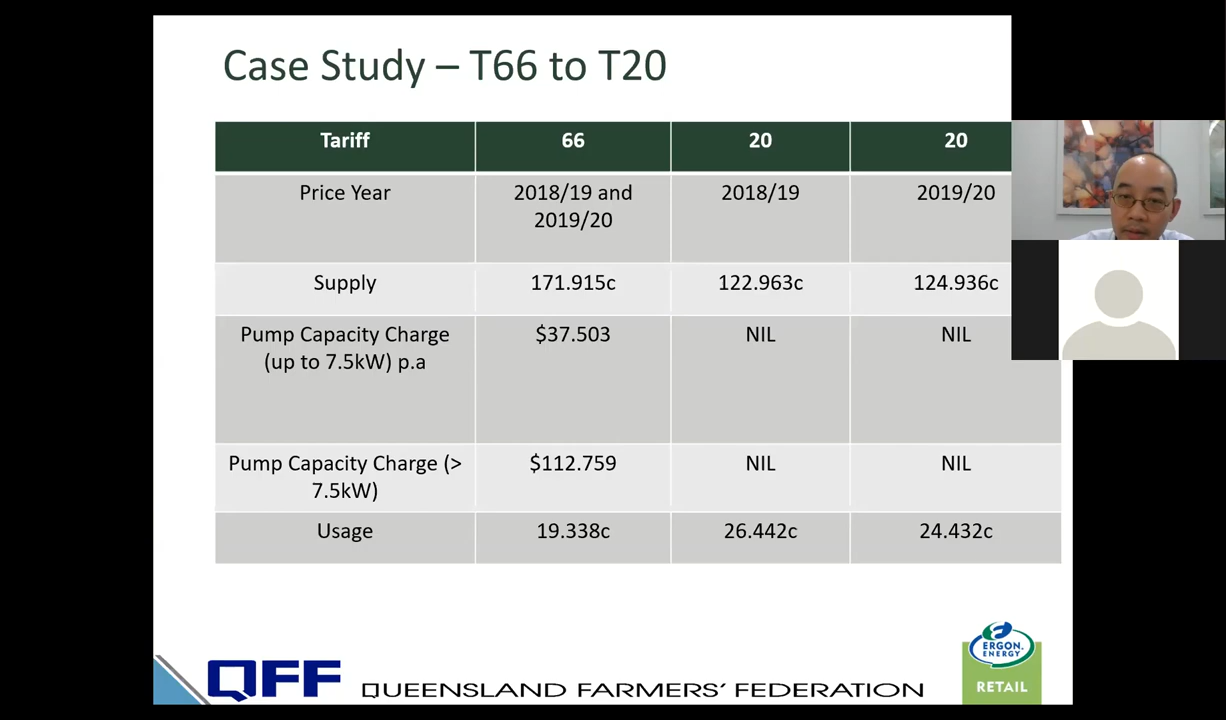 Case Study – T66 to T20
Tariff 66 20 20
Price Year 2018/19 and 2018/19 2019/20
2019/20
Supply 171.915c 122.963c 124.936c
Pump Capacity Charge $37.503 NIL NIL
(up to 7.5kW) p.a
Pump Capacity Charge (> $112.759 NIL NIL
7.5kW)
Usage 19.338c 26.442c 24.432c
QFF QUEENSLAND FARMERS' FEDERATION
ERGON.
ENERGY
RETAIL